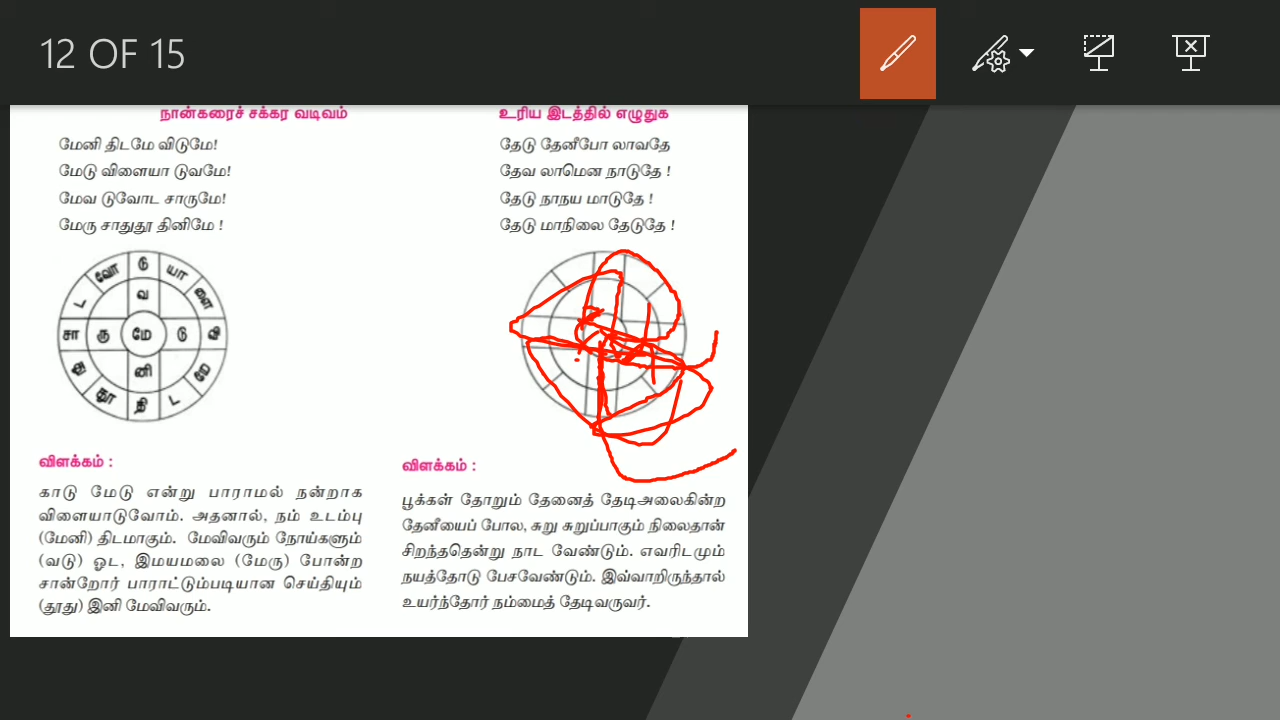 12 OF 15
நான்கரைச் சக்கர வடிவம்
மேனி திடமே விடுமே!
மேடு விளையா டுவமே!
மேவ டுவோட சாருமே!
மேரு சாதுதூ தினிமே !
டு
வோ
யா
ட
ளை
வ
சா
ரு
மே
டு
வி
னி
து
மே
தூ
தி
ட
விளக்கம் :
காடு மேடு என்று பாராமல் நன்றாக
விளையாடுவோம். அதனால், நம் உடம்பு
(மேனி) திடமாகும். மேவிவரும் நோய்களும்
(வடு) ஓட, இமயமலை (மேரு) போன்ற
சான்றோர் பாராட்டும்படியான செய்தியும்
(தூது) இனி மேவிவரும்.
உரிய இடத்தில் எழுதுக
தேடு தேனீபோ லாவதே
தேவ லாமென நாடுதே !
தேடு நாநய மாடுதே !
தேடு மாநிலை தேடுதே !
விளக்கம் :
பூக்கள் தோறும் தேனைத் தேடிஅலைகின்ற
தேனீயைப் போல, சுறு சுறுப்பாகும் நிலைதான்
சிறந்ததென்று நாட வேண்டும். எவரிடமும்
நயத்தோடு பேசவேண்டும். இவ்வாறிருந்தால்
உயர்ந்தோர் நம்மைத் தேடிவருவர்.